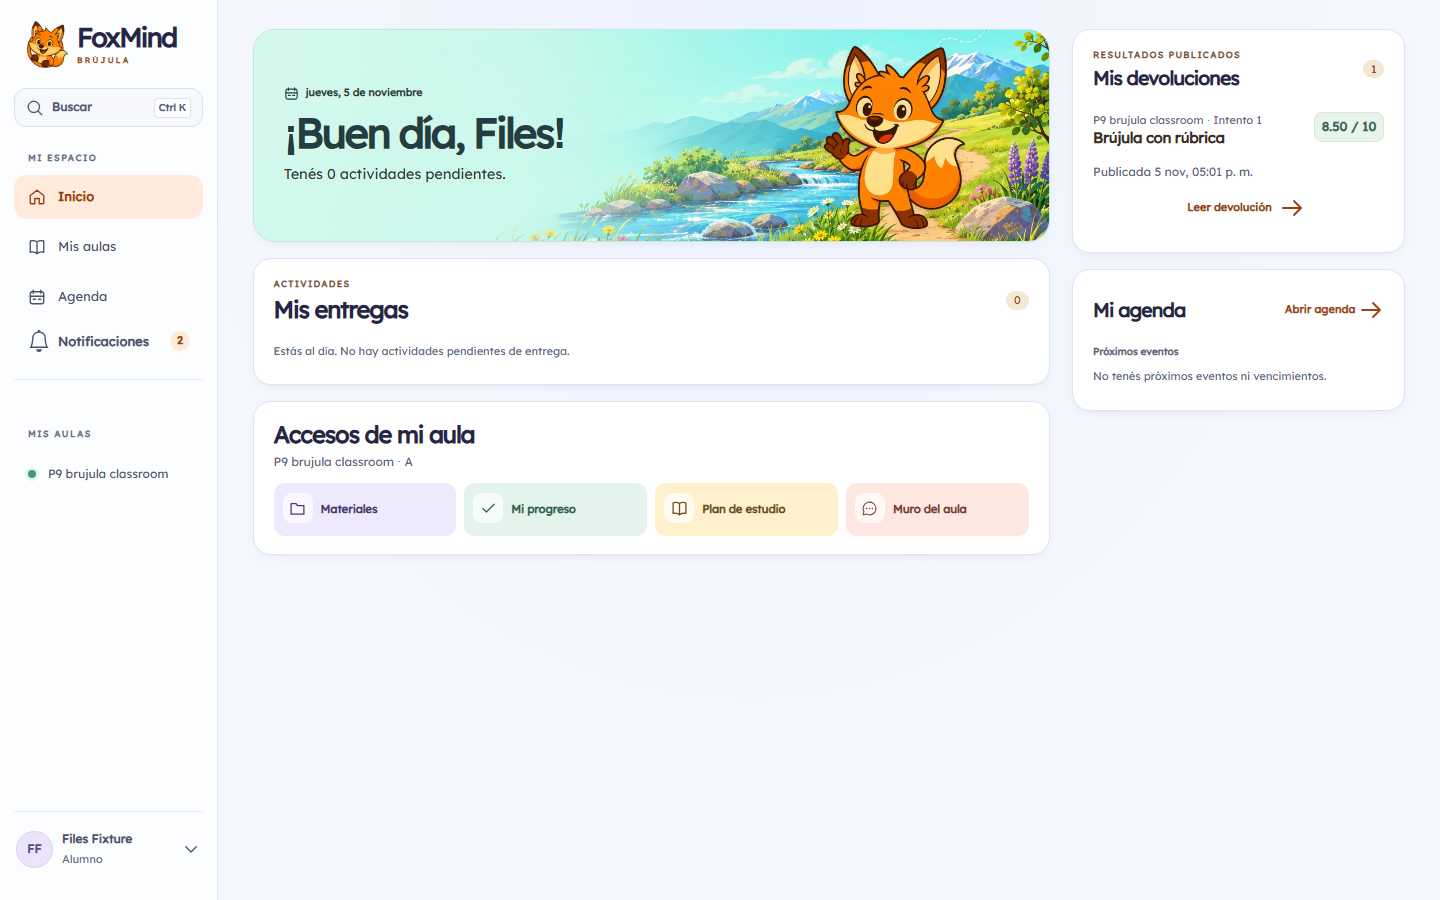 FoxMind
BRÚJULA
Buscar
Ctrl K
MI ESPACIO
Inicio
Mis aulas
Agenda
Notificaciones
2
MIS AULAS
P9 brujula classroom
FF
Files Fixture
Alumno
jueves, 5 de noviembre
¡Buen día, Files!
Tenés 0 actividades pendientes.
ACTIVIDADES
Mis entregas
0
Estás al día. No hay actividades pendientes de entrega.
Accesos de mi aula
P9 brujula classroom · A
Materiales
Mi progreso
Plan de estudio
Muro del aula
RESULTADOS PUBLICADOS
Mis devoluciones
1
P9 brujula classroom · Intento 1
Brújula con rúbrica
8.50 / 10
Publicada 5 nov, 05:01 p. m.
Leer devolución
Mi agenda
Abrir agenda
Próximos eventos
No tenés próximos eventos ni vencimientos.